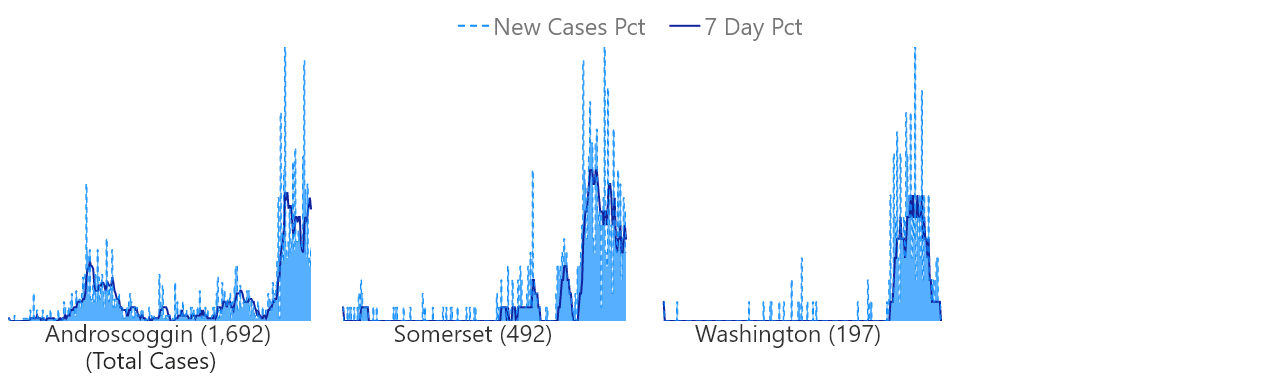 New Cases Pct 7 Day Pct
Androscoggin (1,692) Somerset (492) Washington (197)
(Total Cases)